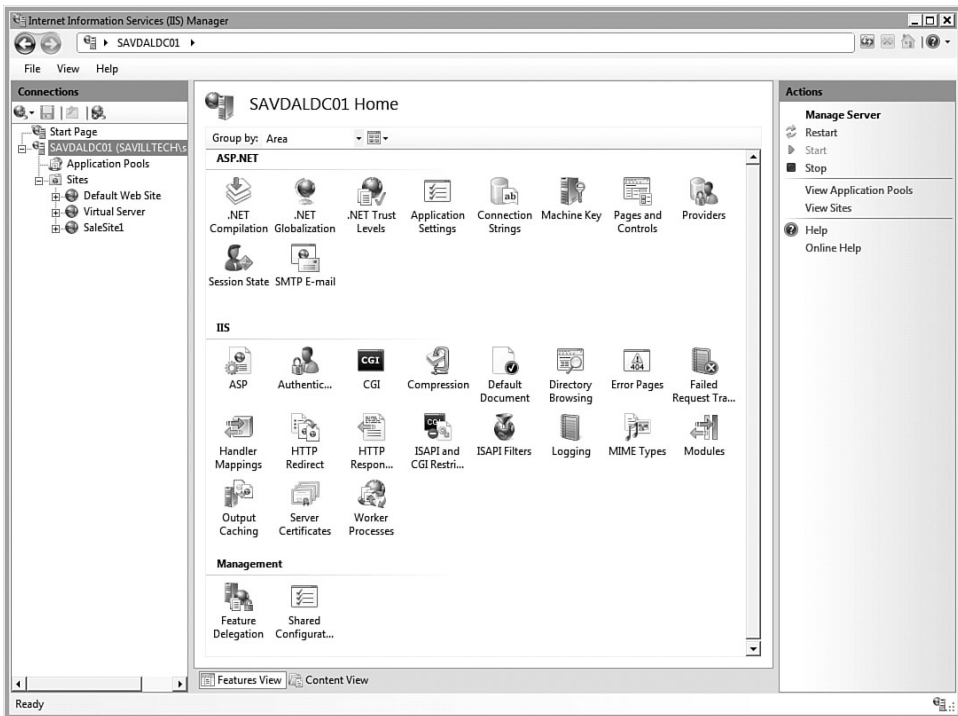 Internet Information Services (IIS) Manager
SAVDALDC01
File View Help
Connections
Start Page
SAVDALDC01 (SAVILLTECH\s
Application Pools
Sites
Default Web Site
Virtual Server
SaleSite1
SAVDALDC01 Home
Group by: Area
ASP.NET
.NET Compilation
.NET Globalization
.NET Trust Levels
Application Settings
Connection Strings
Machine Key
Pages and Controls
Providers
Session State
SMTP E-mail
IIS
ASP
Authentic...
CGI
Compression
Default Document
Directory Browsing
Error Pages
Failed Request Tra...
Handler Mappings
HTTP Redirect
HTTP Respon...
ISAPI and CGI Restri...
ISAPI Filters
Logging
MIME Types
Modules
Output Caching
Server Certificates
Worker Processes
Management
Feature Delegation
Shared Configurat...
Features View Content View
Actions
Manage Server
Restart
Start
Stop
View Application Pools
View Sites
Help
Online Help
Ready